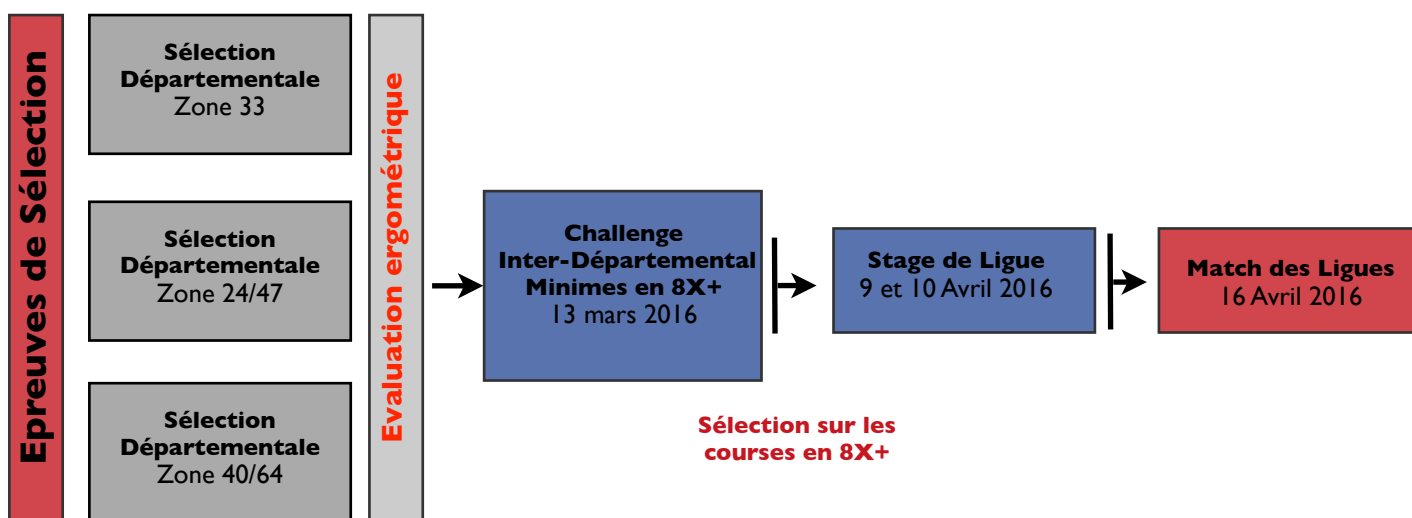 Epreuves de Sélection
Sélection
Départementale
Zone 33
Sélection
Départementale
Zone 24/47
Sélection
Départementale
Zone 40/64
Evaluation ergométrique
Challenge
Inter-Départemental
Minimes en 8X+
13 mars 2016
Stage de Ligue
9 et 10 Avril 2016
Match des Ligues
16 Avril 2016
Sélection sur les
courses en 8X+